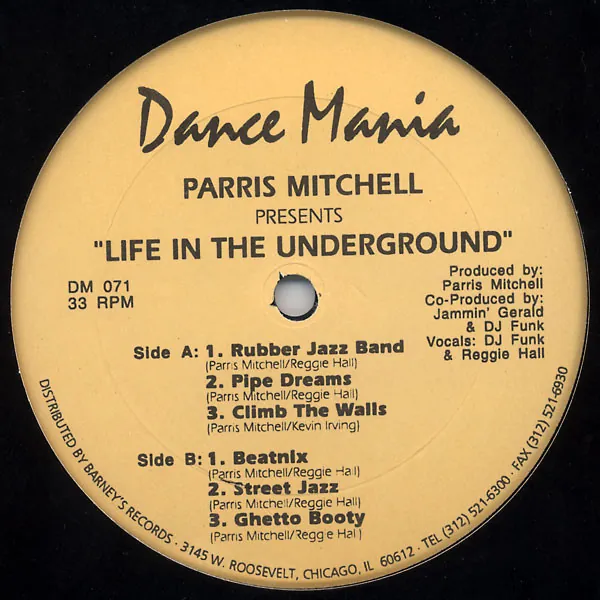 Dance Mania
PARRIS MITCHELL
PRESENTS
"LIFE IN THE UNDERGROUND"
DM 071
33 RPM
Produced by:
Parris Mitchell
Co-Produced by:
Jammin' Gerald
& DJ Funk
Vocals: DJ Funk
& Reggie Hall
Side A: 1. Rubber Jazz Band
(Parris Mitchell/Reggie Hall)
2. Pipe Dreams
(Parris Mitchell/Reggie Hall)
3. Climb The Walls
(Parris Mitchell/Kevin Irving)
Side B: 1. Beatnix
(Parris Mitchell/Reggie Hall)
2. Street Jazz
(Parris Mitchell/Reggie Hall)
3. Ghetto Booty
(Parris Mitchell/Reggie Hall)
DISTRIBUTED BY BARNEY'S RECORDS · 3145 W. ROOSEVELT, CHICAGO, IL 60612 · TEL (312) 521-6300 · FAX (312) 521-6930